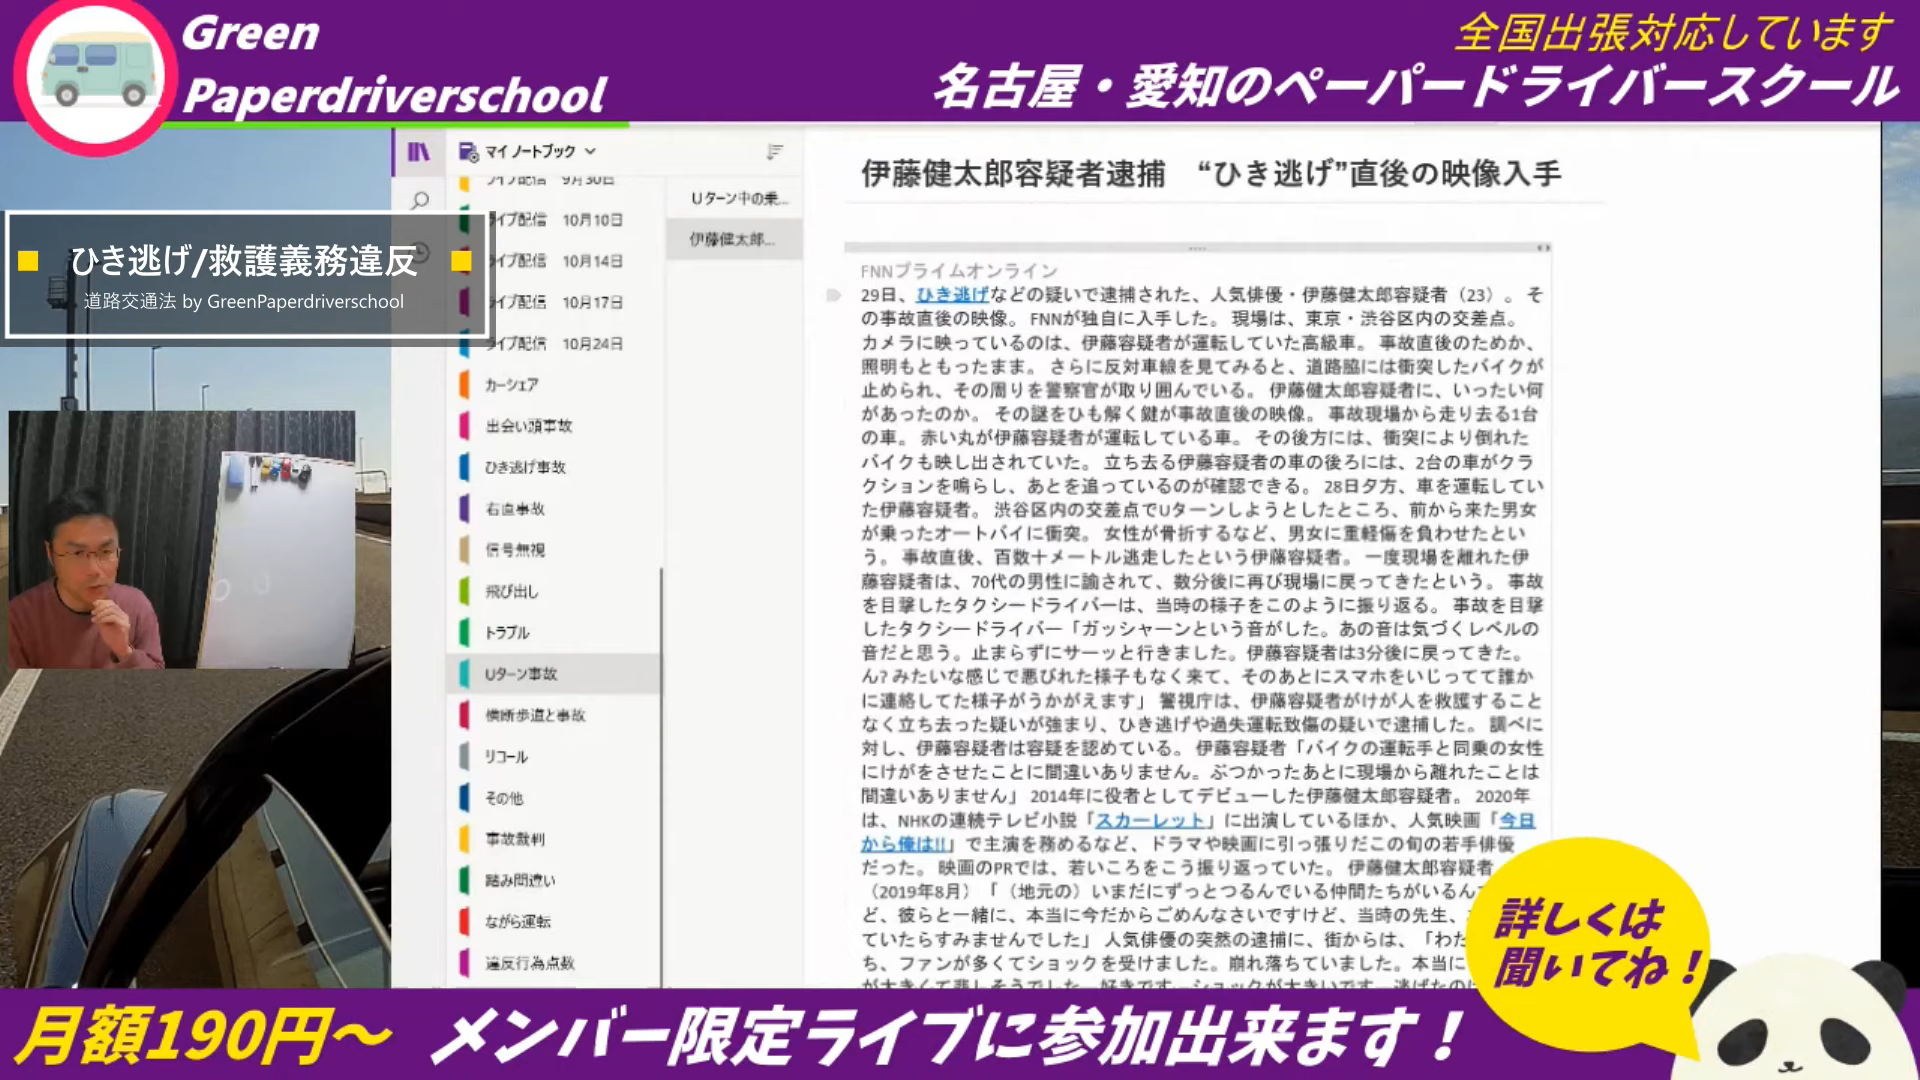 Green
Paperdriverschool
全国出張対応しています
名古屋・愛知のペーパードライバースクール
ひき逃げ/救護義務違反
道路交通法 by GreenPaperdriverschool
マイ ノートブック
ライブ配信 9月30日
ライブ配信 10月10日
ライブ配信 10月14日
ライブ配信 10月17日
ライブ配信 10月24日
カーシェア
出会い頭事故
ひき逃げ事故
右直事故
信号無視
飛び出し
トラブル
Uターン事故
横断歩道と事故
リコール
その他
事故裁判
踏み間違い
ながら運転
違反行為点数
Uターン中の乗...
伊藤健太郎...
伊藤健太郎容疑者逮捕 “ひき逃げ”直後の映像入手
FNNプライムオンライン
29日、ひき逃げなどの疑いで逮捕された、人気俳優・伊藤健太郎容疑者（23）。 そ
の事故直後の映像。 FNNが独自に入手した。 現場は、東京・渋谷区内の交差点。
カメラに映っているのは、伊藤容疑者が運転していた高級車。 事故直後のためか、
照明もともったまま。 さらに反対車線を見てみると、道路脇には衝突したバイクが
止められ、その周りを警察官が取り囲んでいる。 伊藤健太郎容疑者に、いったい何
があったのか。 その謎をひも解く鍵が事故直後の映像。 事故現場から走り去る1台
の車。 赤い丸が伊藤容疑者が運転している車。 その後方には、衝突により倒れた
バイクも映し出されていた。 立ち去る伊藤容疑者の車の後ろには、2台の車がクラ
クションを鳴らし、あとを追っているのが確認できる。 28日夕方、車を運転してい
た伊藤容疑者。 渋谷区内の交差点でUターンしようとしたところ、前から来た男女
が乗ったオートバイに衝突。 女性が骨折するなど、男女に重軽傷を負わせたとい
う。 事故直後、百数十メートル逃走したという伊藤容疑者。 一度現場を離れた伊
藤容疑者は、70代の男性に諭されて、数分後に再び現場に戻ってきたという。 事故
を目撃したタクシードライバーは、当時の様子をこのように振り返る。 事故を目撃
したタクシードライバー「ガッシャーンという音がした。あの音は気づくレベルの
音だと思う。止まらずにサーッと行きました。伊藤容疑者は3分後に戻ってきた。
ん? みたいな感じで悪びれた様子もなく来て、そのあとにスマホをいじってて誰か
に連絡してた様子がうかがえます」 警視庁は、伊藤容疑者がけが人を救護すること
なく立ち去った疑いが強まり、ひき逃げや過失運転致傷の疑いで逮捕した。 調べに
対し、伊藤容疑者は容疑を認めている。 伊藤容疑者「バイクの運転手と同乗の女性
にけがをさせたことに間違いありません。ぶつかったあとに現場から離れたことは
間違いありません」 2014年に役者としてデビューした伊藤健太郎容疑者。 2020年
は、NHKの連続テレビ小説「スカーレット」に出演しているほか、人気映画「今日
から俺は!!」で主演を務めるなど、ドラマや映画に引っ張りだこの旬の若手俳優
だった。 映画のPRでは、若いころをこう振り返っていた。 伊藤健太郎容疑者
（2019年8月）「（地元の）いまだにずっとつるんでいる仲間たちがいるん
ど、彼らと一緒に、本当に今だからごめんなさいですけど、当時の先生、
ていたらすみませんでした」 人気俳優の突然の逮捕に、街からは、「わた
ち、ファンが多くてショックを受けました。崩れ落ちていました。本当に
詳しくは
聞いてね！
月額190円～ メンバー限定ライブに参加出来ます！